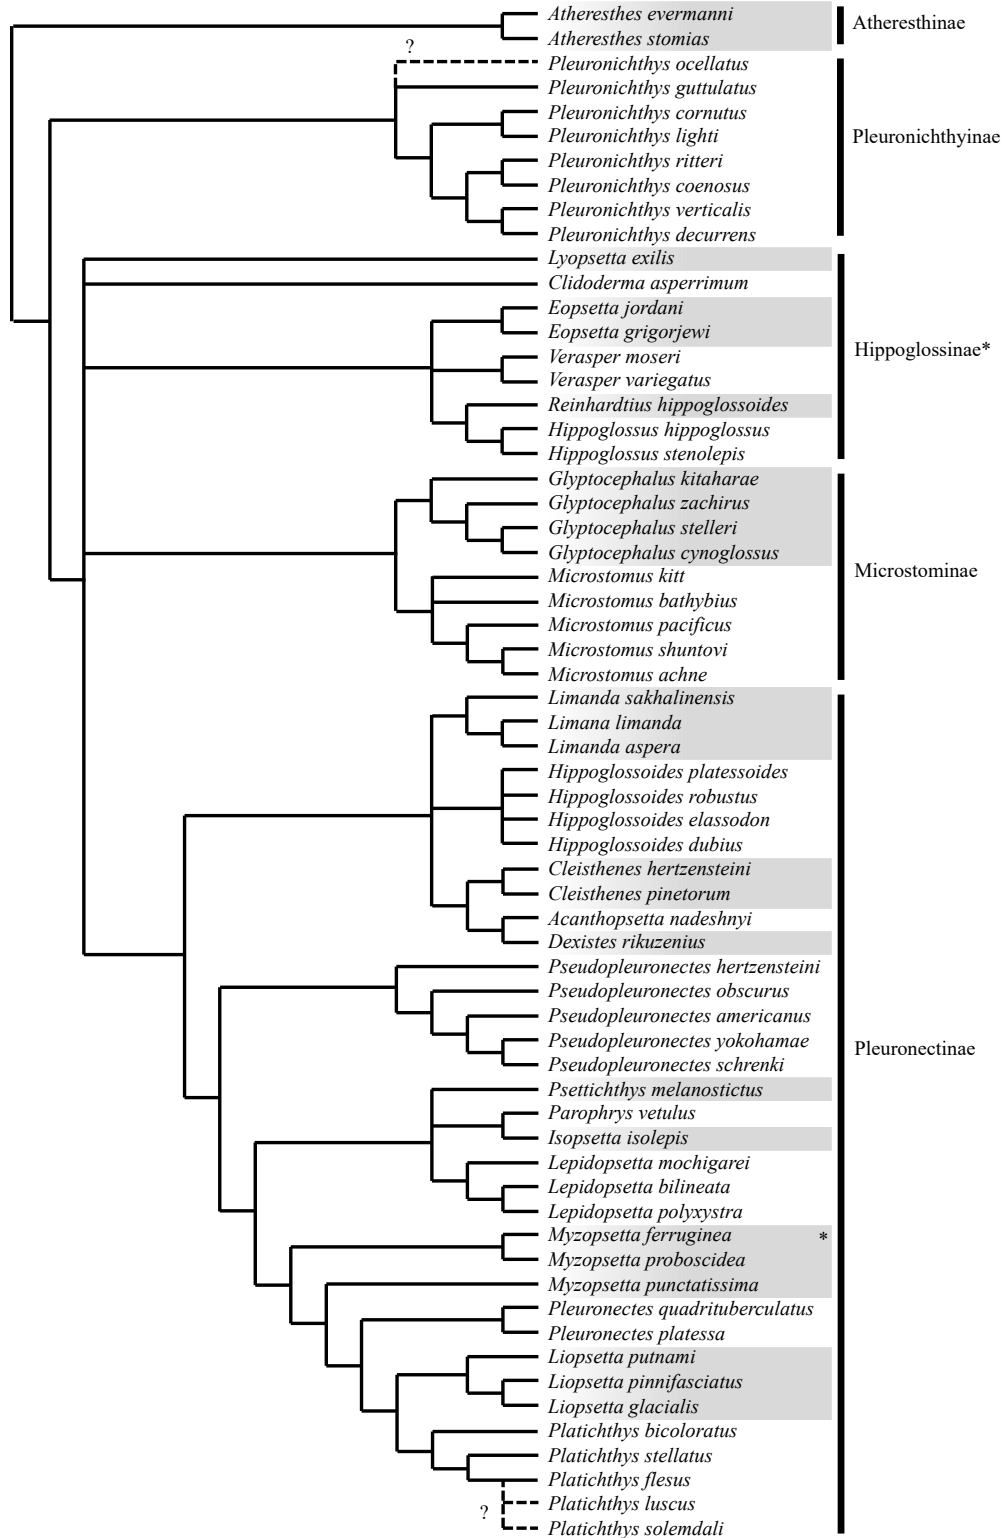 Atheresthes evermanni
Atheresthes stomias
Atheresthinae
?
Pleuronichthys ocellatus
Pleuronichthys guttulatus
Pleuronichthys cornutus
Pleuronichthys lighti
Pleuronichthys ritteri
Pleuronichthys coenosus
Pleuronichthys verticalis
Pleuronichthys decurrens
Pleuronichthyinae
Lyopsetta exilis
Clidoderma asperrimum
Eopsetta jordani
Eopsetta grigorjewi
Verasper moseri
Verasper variegatus
Reinhardtius hippoglossoides
Hippoglossus hippoglossus
Hippoglossus stenolepis
Hippoglossinae*
Glyptocephalus kitaharae
Glyptocephalus zachirus
Glyptocephalus stelleri
Glyptocephalus cynoglossus
Microstomus kitt
Microstomus bathybius
Microstomus pacificus
Microstomus shuntovi
Microstomus achne
Microstominae
Limanda sakhalinensis
Limana limanda
Limanda aspera
Hippoglossoides platessoides
Hippoglossoides robustus
Hippoglossoides elassodon
Hippoglossoides dubius
Cleisthenes hertzensteini
Cleisthenes pinetorum
Acanthopsetta nadeshnyi
Dexistes rikuzenius
Pseudopleuronectes hertzensteini
Pseudopleuronectes obscurus
Pseudopleuronectes americanus
Pseudopleuronectes yokohamae
Pseudopleuronectes schrenki
Psettichthys melanostictus
Parophrys vetulus
Isopsetta isolepis
Lepidopsetta mochigarei
Lepidopsetta bilineata
Lepidopsetta polyxystra
Myzopsetta ferruginea *
Myzopsetta proboscidea
Myzopsetta punctatissima
Pleuronectes quadrituberculatus
Pleuronectes platessa
Liopsetta putnami
Liopsetta pinnifasciatus
Liopsetta glacialis
Platichthys bicoloratus
Platichthys stellatus
Platichthys flesus
Platichthys luscus
?
Platichthys solemdali
Pleuronectinae